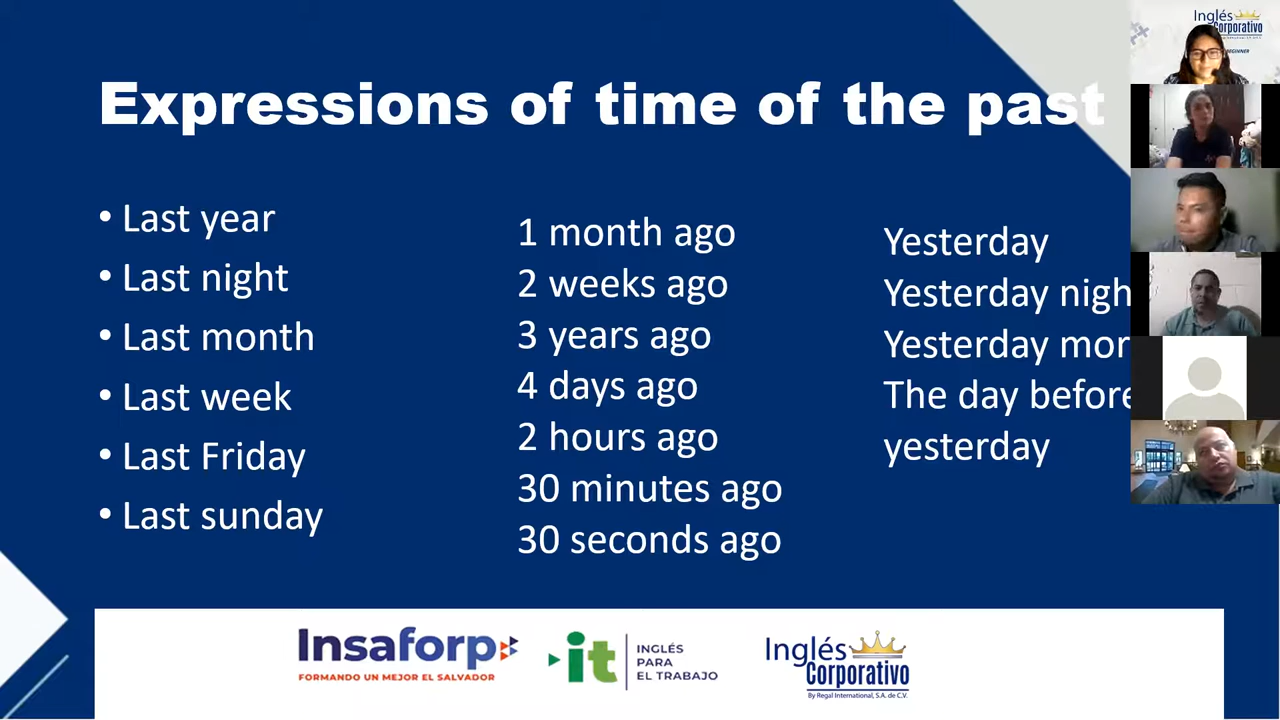 Expressions of time of the past
• Last year
• Last night
• Last month
• Last week
• Last Friday
• Last sunday
1 month ago
2 weeks ago
3 years ago
4 days ago
2 hours ago
30 minutes ago
30 seconds ago
Yesterday
Yesterday nigh
Yesterday mor
The day before
yesterday
Insaforp
FORMANDO UN MEJOR EL SALVADOR
it
INGLÉS
PARA
EL TRABAJO
Inglés
Corporativo
By Regal International, S.A. de C.V.
Inglés
Corporativo
BEGINNER